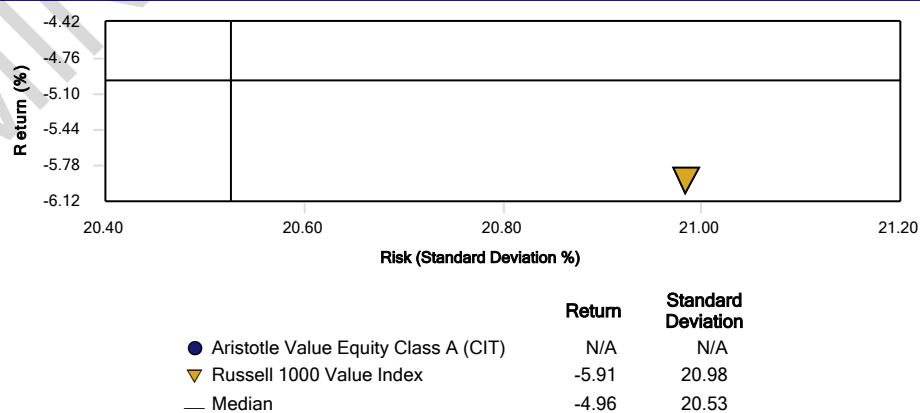 -4.42
-4.76
-5.10
-5.44
-5.78
-6.12
Return (%)
20.40 20.60 20.80 21.00 21.20
Risk (Standard Deviation %)
Return Standard Deviation
Aristotle Value Equity Class A (CIT) N/A N/A
Russell 1000 Value Index -5.91 20.98
Median -4.96 20.53